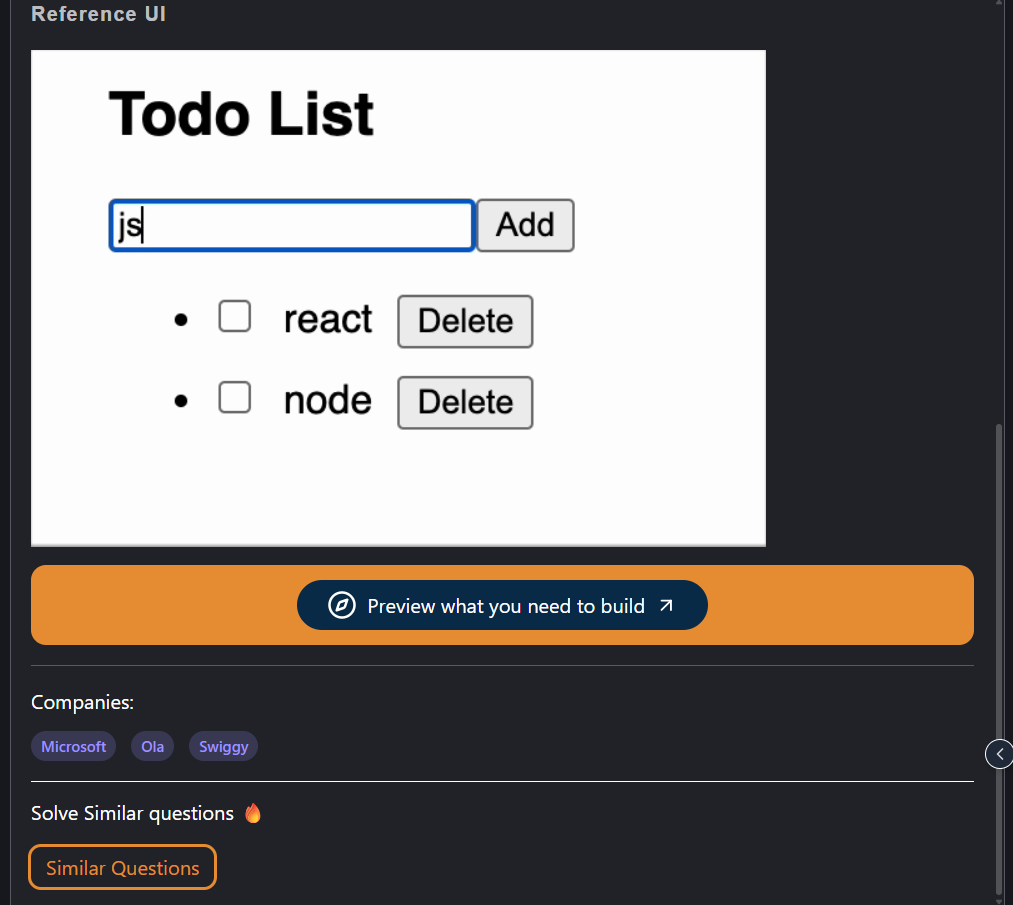 Reference UI
Todo List
js Add
react Delete
node Delete
Preview what you need to build
Companies:
Microsoft Ola Swiggy
Solve Similar questions 🔥
Similar Questions